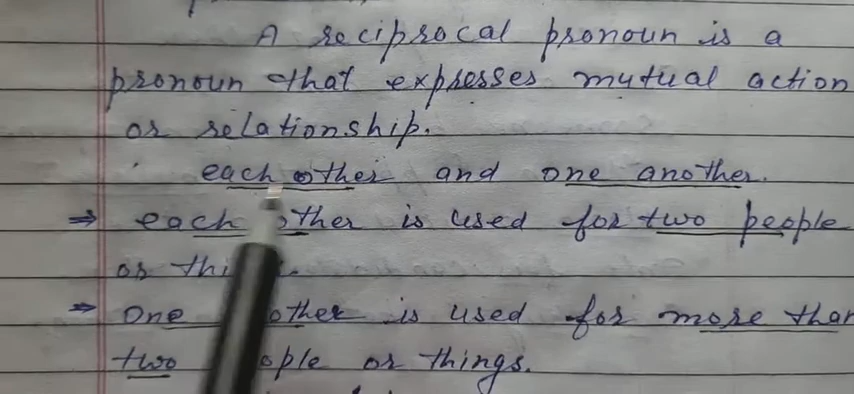 A reciprocal pronoun is a
pronoun that expresses mutual action
or relationship.
each other and one another.
⇒ each other is used for two people
or
⇒ One is used for more than
two or things.